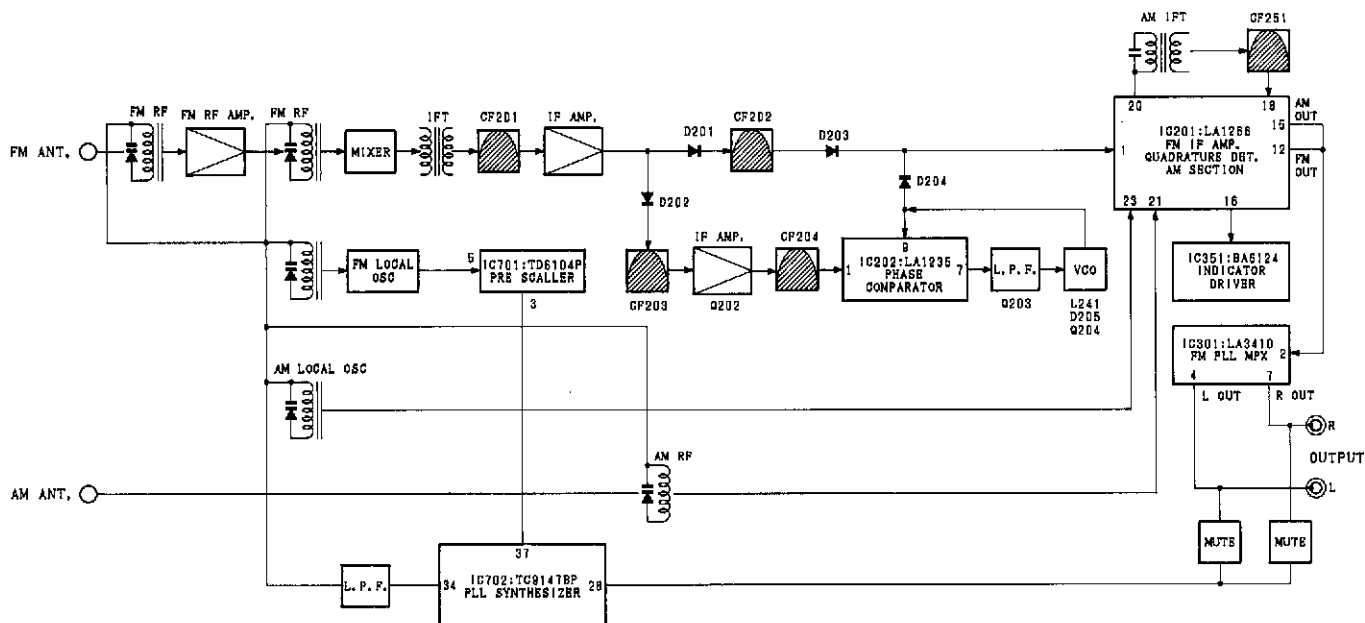 AM IFT
CF251
20
18
AM OUT
15
IC201:LA1266
FM IF AMP.
QUADRATURE DET.
AM SECTION
1
12
FM OUT
23
21
16
FM RF
FM RF AMP.
FM RF
IFT
CF201
IF AMP.
D201
CF202
D203
FM ANT.
MIXER
D202
D204
IF AMP.
CF204
FM LOCAL
OSC
5
IC701:TD6104P
PRE SCALLER
3
CF203
Q202
1
9
IC202:LA1235
PHASE
COMPARATOR
7
L.P.F.
Q203
VCO
L241
D205
Q204
IC351:BA6124
INDICATOR
DRIVER
IC301:LA3410
FM PLL MPX
2
4
7
L OUT
R OUT
AM LOCAL OSC
R
OUTPUT
L
AM RF
AM ANT.
MUTE
MUTE
37
L.P.F.
34
IC702:TC9147BP
PLL SYNTHESIZER
28